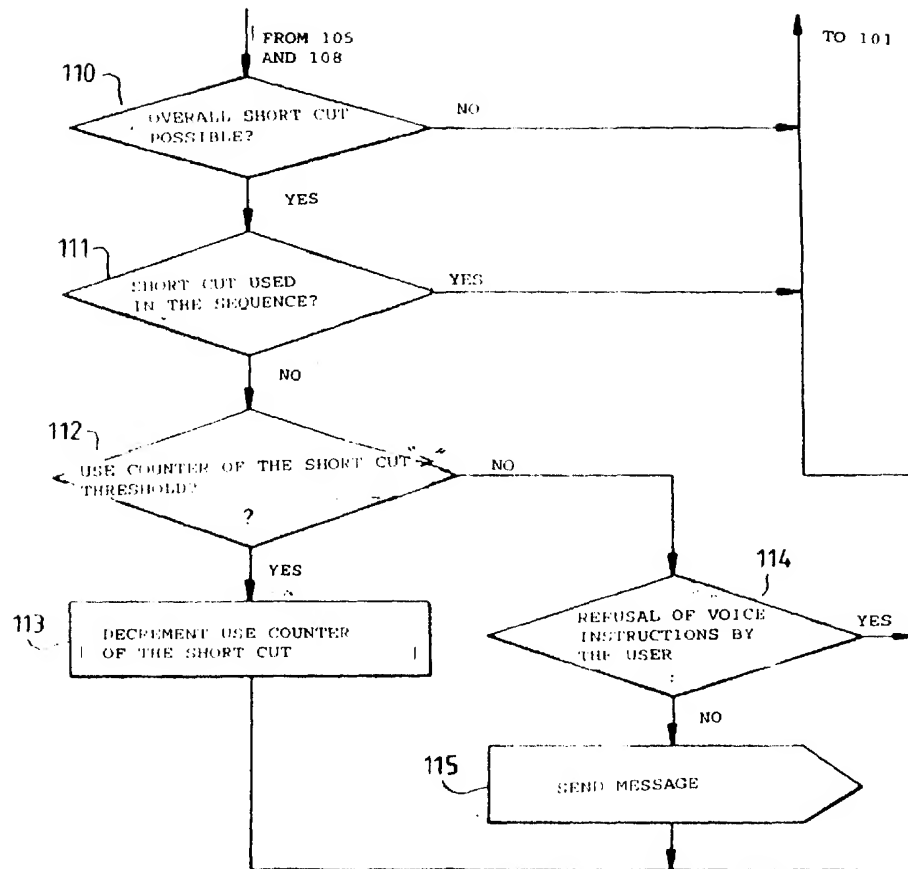 FROM 105
AND 108
TO 101
110
OVERALL SHORT CUT
POSSIBLE?
NO
YES
111
SHORT CUT USED
IN THE SEQUENCE?
YES
NO
112
USE COUNTER OF THE SHORT CUT >
THRESHOLD?
?
NO
YES
114
REFUSAL OF VOICE
INSTRUCTIONS BY
THE USER
YES
113
DECREMENT USE COUNTER
OF THE SHORT CUT
NO
115
SEND MESSAGE